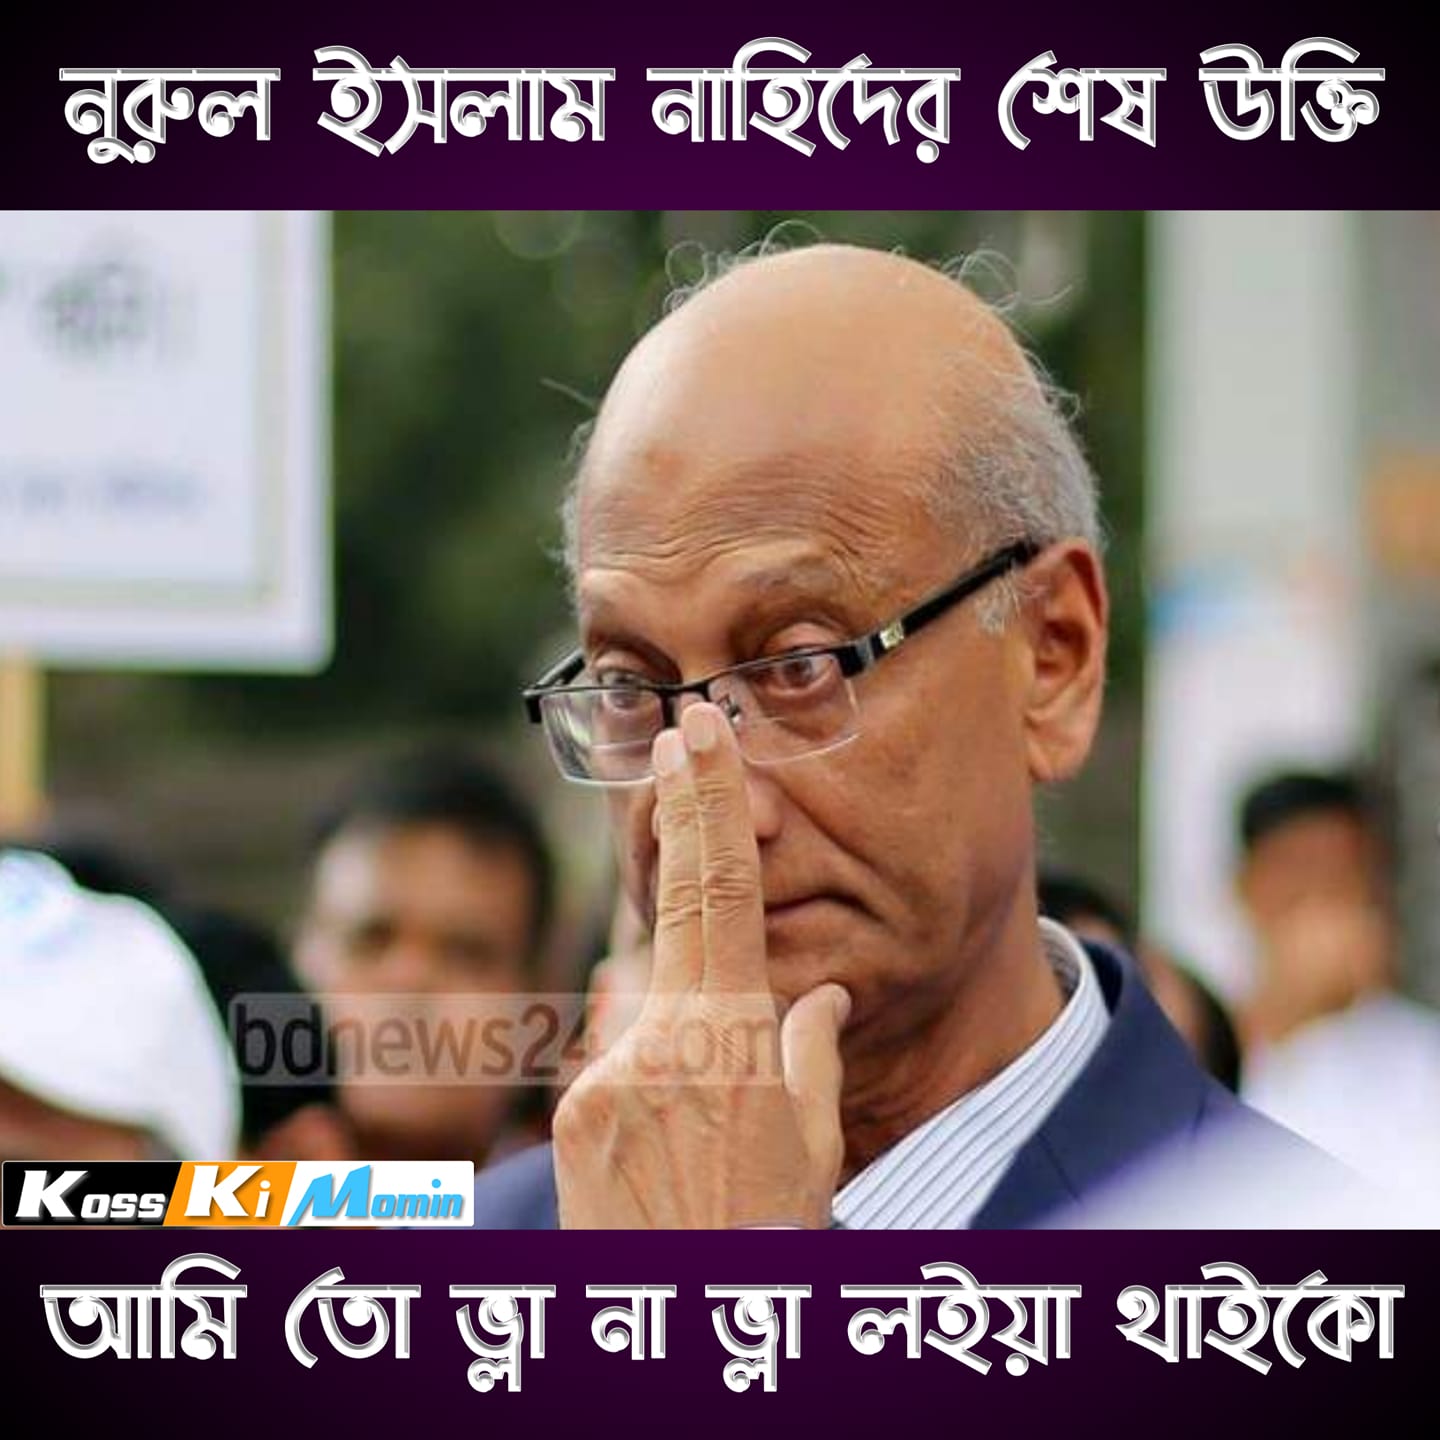 নুরুল ইসলাম নাহিদের শেষ উক্তি
bdnews24.com
Koss Ki Momin
আমি তো ভ্লা না ভ্লা লইয়া থাইকো